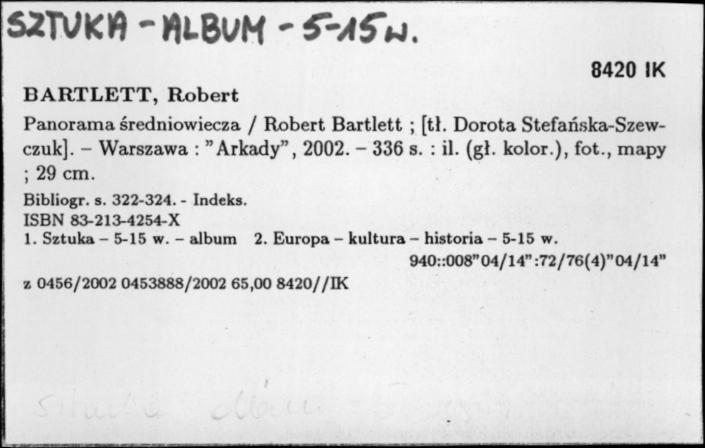 SZTUKA - ALBUM - 5-15 w.
8420 IK
BARTLETT, Robert
Panorama średniowiecza / Robert Bartlett ; [tł. Dorota Stefańska-Szew-
czuk]. – Warszawa : "Arkady", 2002. – 336 s. : il. (gł. kolor.), fot., mapy
; 29 cm.
Bibliogr. s. 322-324. - Indeks.
ISBN 83-213-4254-X
1. Sztuka – 5-15 w. – album 2. Europa – kultura – historia – 5-15 w.
940::008"04/14":72/76(4)"04/14"
z 0456/2002 0453888/2002 65,00 8420//IK